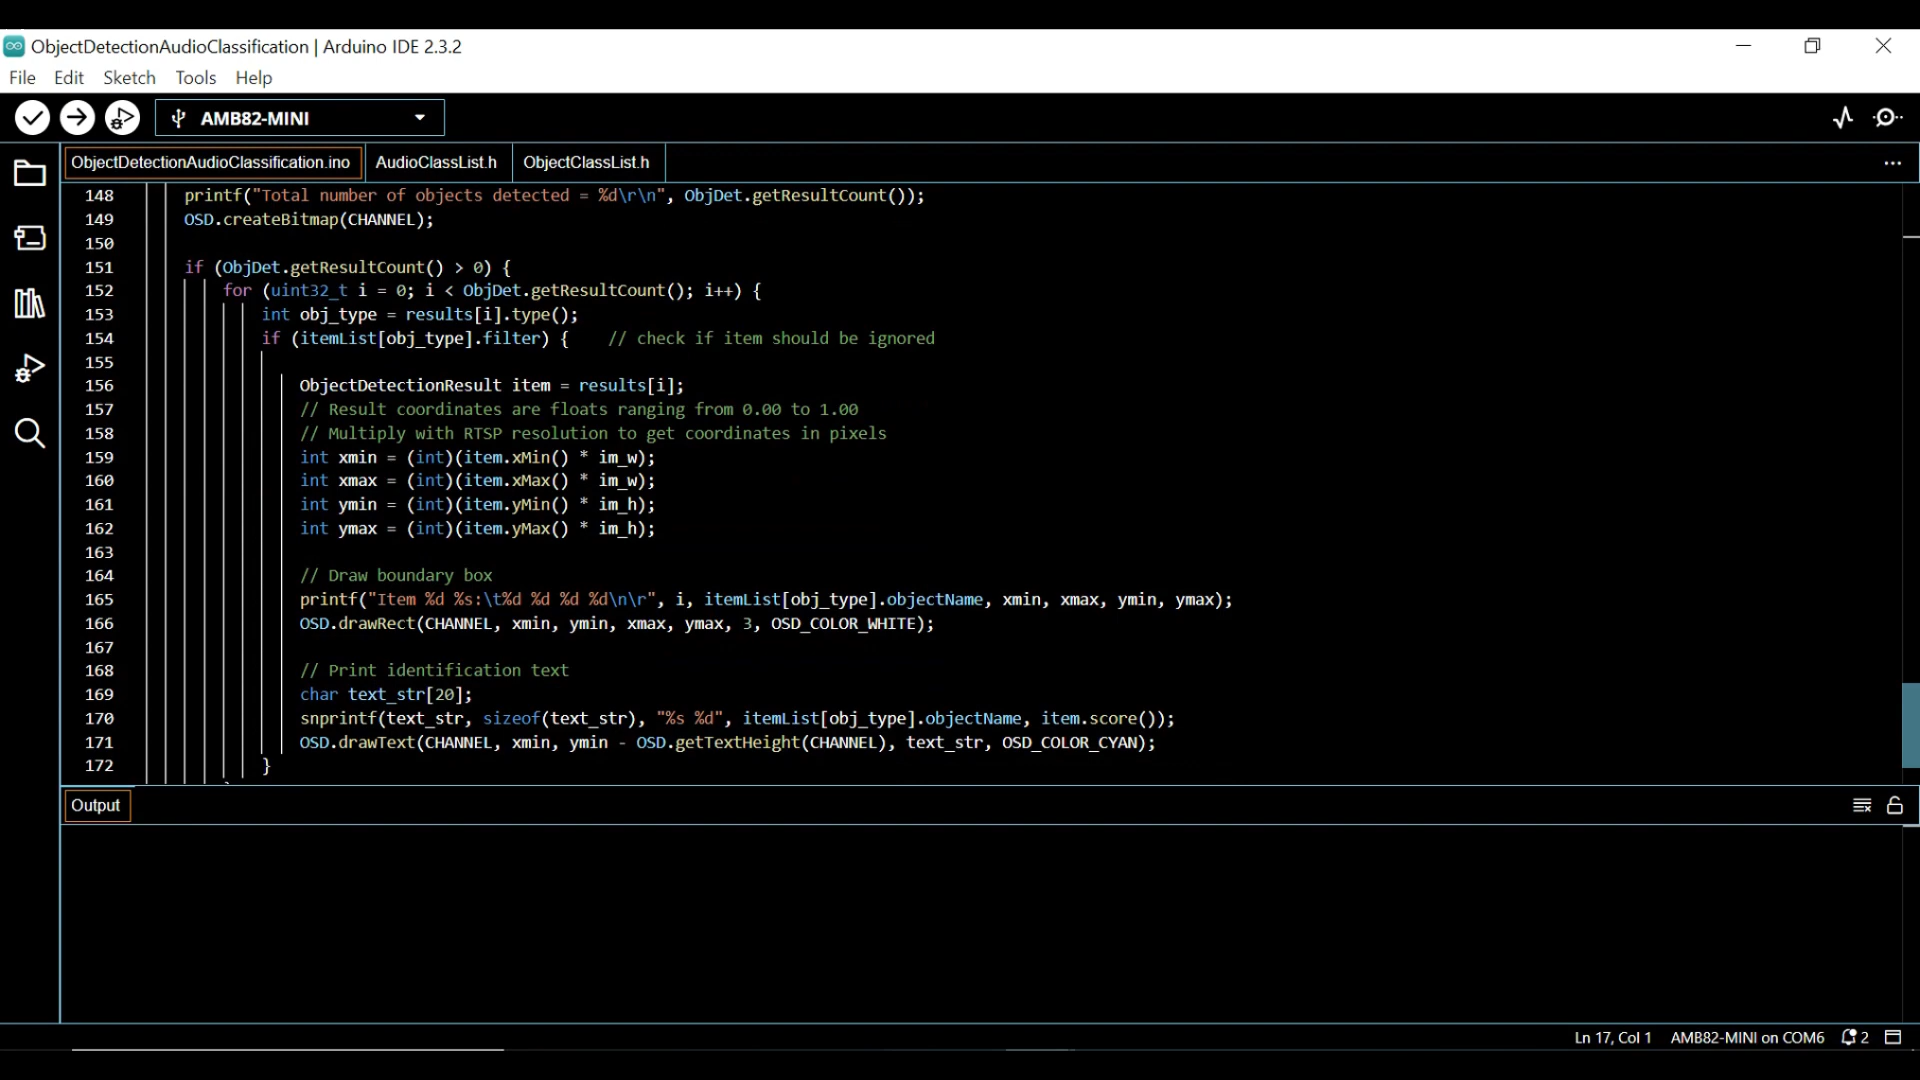 ObjectDetectionAudioClassification | Arduino IDE 2.3.2
File Edit Sketch Tools Help
AMB82-MINI
ObjectDetectionAudioClassification.ino AudioClassList.h ObjectClassList.h
148 printf("Total number of objects detected = %d\r\n", ObjDet.getResultCount());
149 OSD.createBitmap(CHANNEL);
150
151 if (ObjDet.getResultCount() > 0) {
152 for (uint32_t i = 0; i < ObjDet.getResultCount(); i++) {
153 int obj_type = results[i].type();
154 if (itemList[obj_type].filter) { // check if item should be ignored
155
156 ObjectDetectionResult item = results[i];
157 // Result coordinates are floats ranging from 0.00 to 1.00
158 // Multiply with RTSP resolution to get coordinates in pixels
159 int xmin = (int)(item.xMin() * im_w);
160 int xmax = (int)(item.xMax() * im_w);
161 int ymin = (int)(item.yMin() * im_h);
162 int ymax = (int)(item.yMax() * im_h);
163
164 // Draw boundary box
165 printf("Item %d %s:\t%d %d %d %d\n\r", i, itemList[obj_type].objectName, xmin, xmax, ymin, ymax);
166 OSD.drawRect(CHANNEL, xmin, ymin, xmax, ymax, 3, OSD_COLOR_WHITE);
167
168 // Print identification text
169 char text_str[20];
170 snprintf(text_str, sizeof(text_str), "%s %d", itemList[obj_type].objectName, item.score());
171 OSD.drawText(CHANNEL, xmin, ymin - OSD.getTextHeight(CHANNEL), text_str, OSD_COLOR_CYAN);
172 }
Output
Ln 17, Col 1 AMB82-MINI on COM6 2